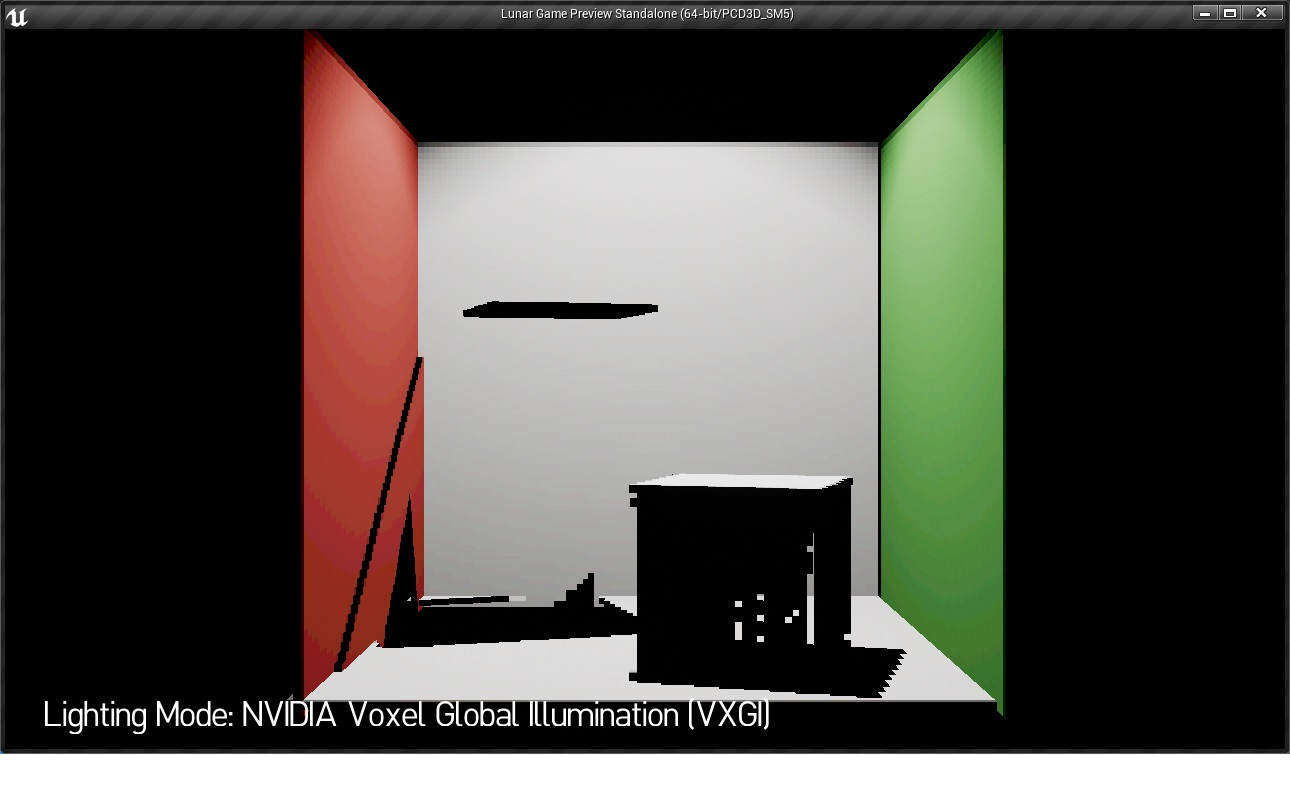 Lunar Game Preview Standalone (64-bit/PCD3D_SM5)
Lighting Mode: NVIDIA Voxel Global Illumination (VXGI)